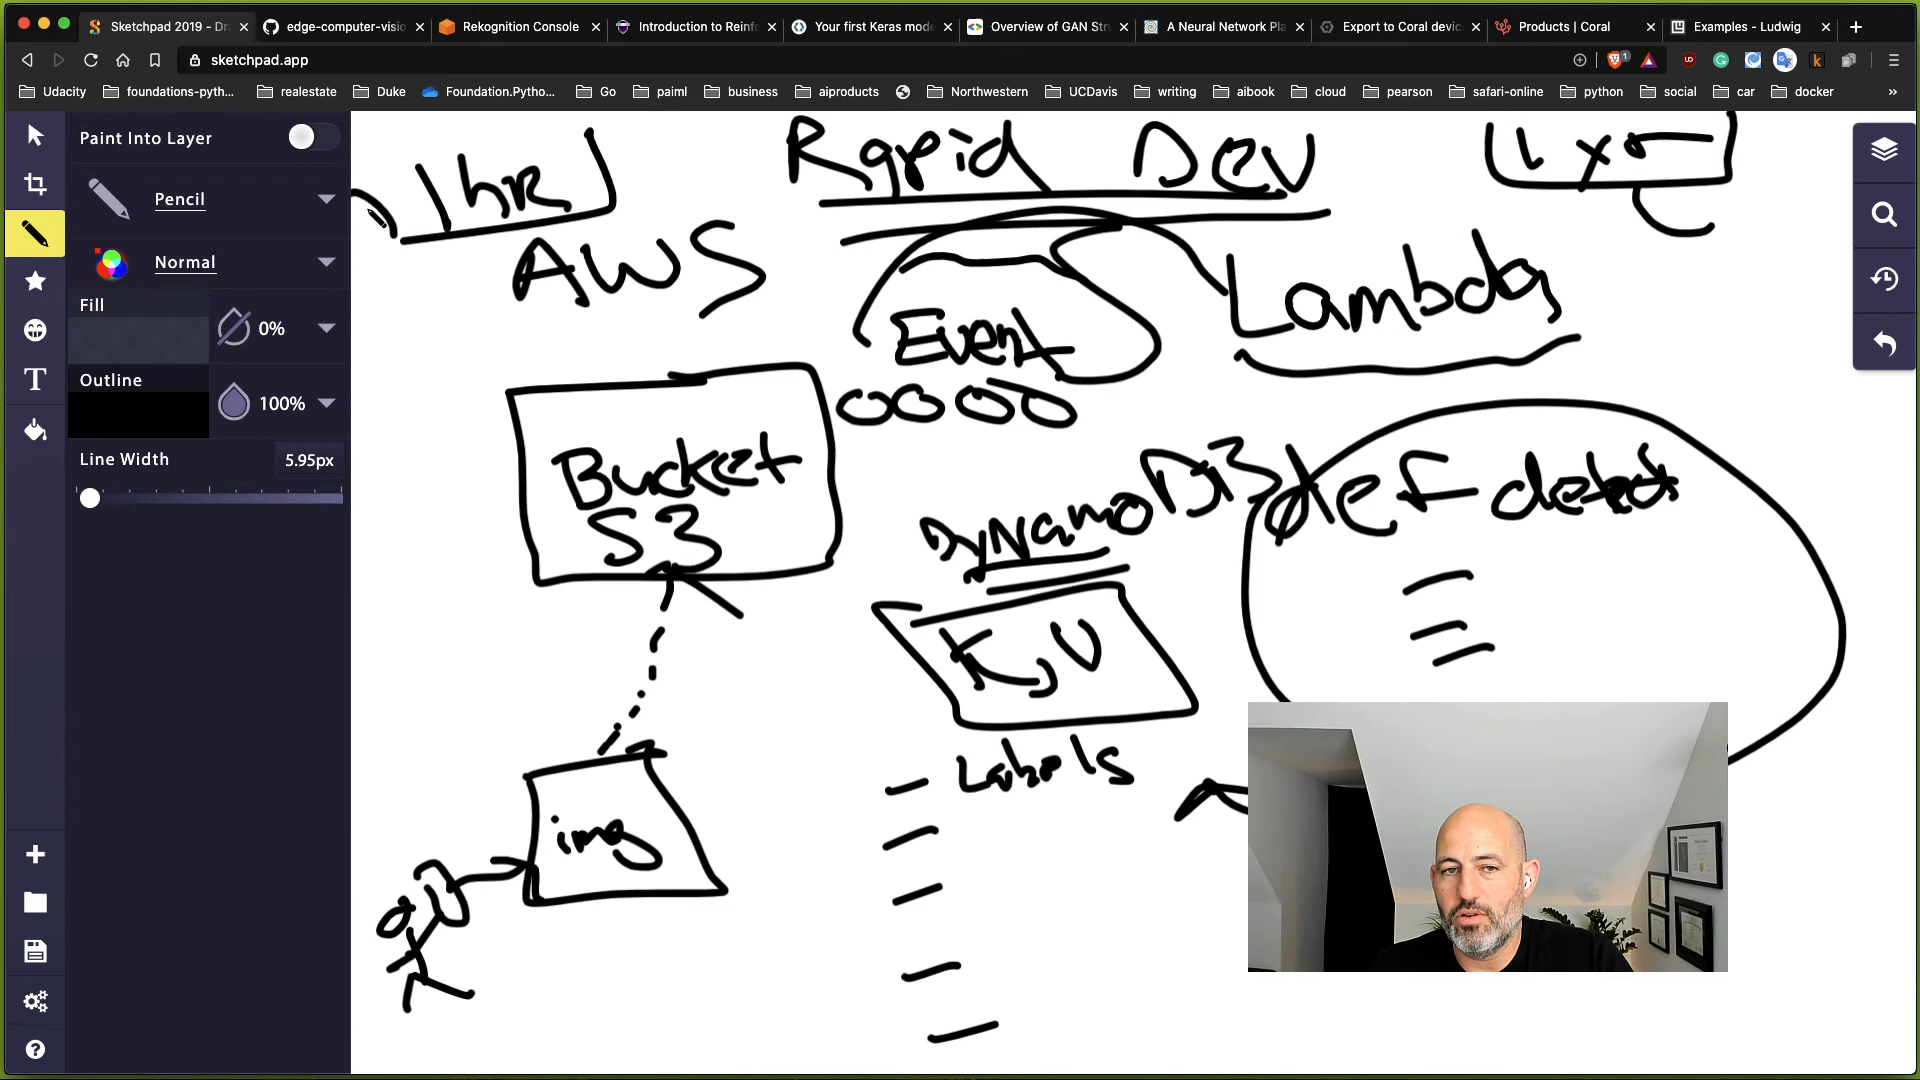 Sketchpad 2019 - Dr
edge-computer-visio
Rekognition Console
Introduction to Reinf
Your first Keras mode
Overview of GAN Str
A Neural Network Pla
Export to Coral devic
Products | Coral
Examples - Ludwig
sketchpad.app
Udacity
foundations-pyth...
realestate
Duke
Foundation.Pytho...
Go
paiml
business
aiproducts
Northwestern
UCDavis
writing
aibook
cloud
pearson
safari-online
python
social
car
docker
Paint Into Layer
Pencil
Normal
Fill
0%
Outline
100%
Line Width
5.95px
1hr
Rapid Dev
AWS
Event
Lambda
Bucket
S3
DynamoDB
def detect
K,V
Labels
img